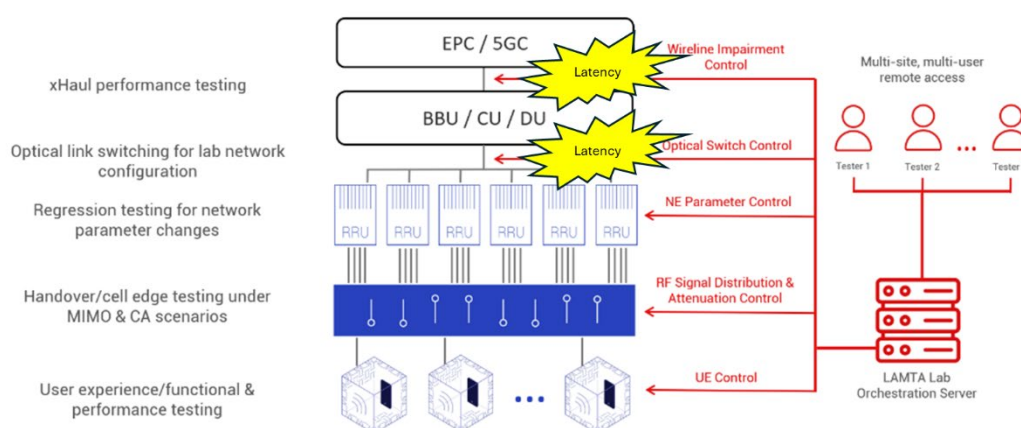 EPC / 5GC
Latency
Wireline Impairment
Control
Multi-site, multi-user
remote access
xHaul performance testing
BBU / CU / DU
Latency
Optical Switch Control
Optical link switching for lab network
configuration
Tester 1
Tester 2
Tester
Regression testing for network
parameter changes
RRU
RRU
RRU
RRU
RRU
RRU
NE Parameter Control
Handover/cell edge testing under
MIMO & CA scenarios
RF Signal Distribution &
Attenuation Control
LAMTA Lab
Orchestration Server
User experience/functional &
performance testing
UE Control